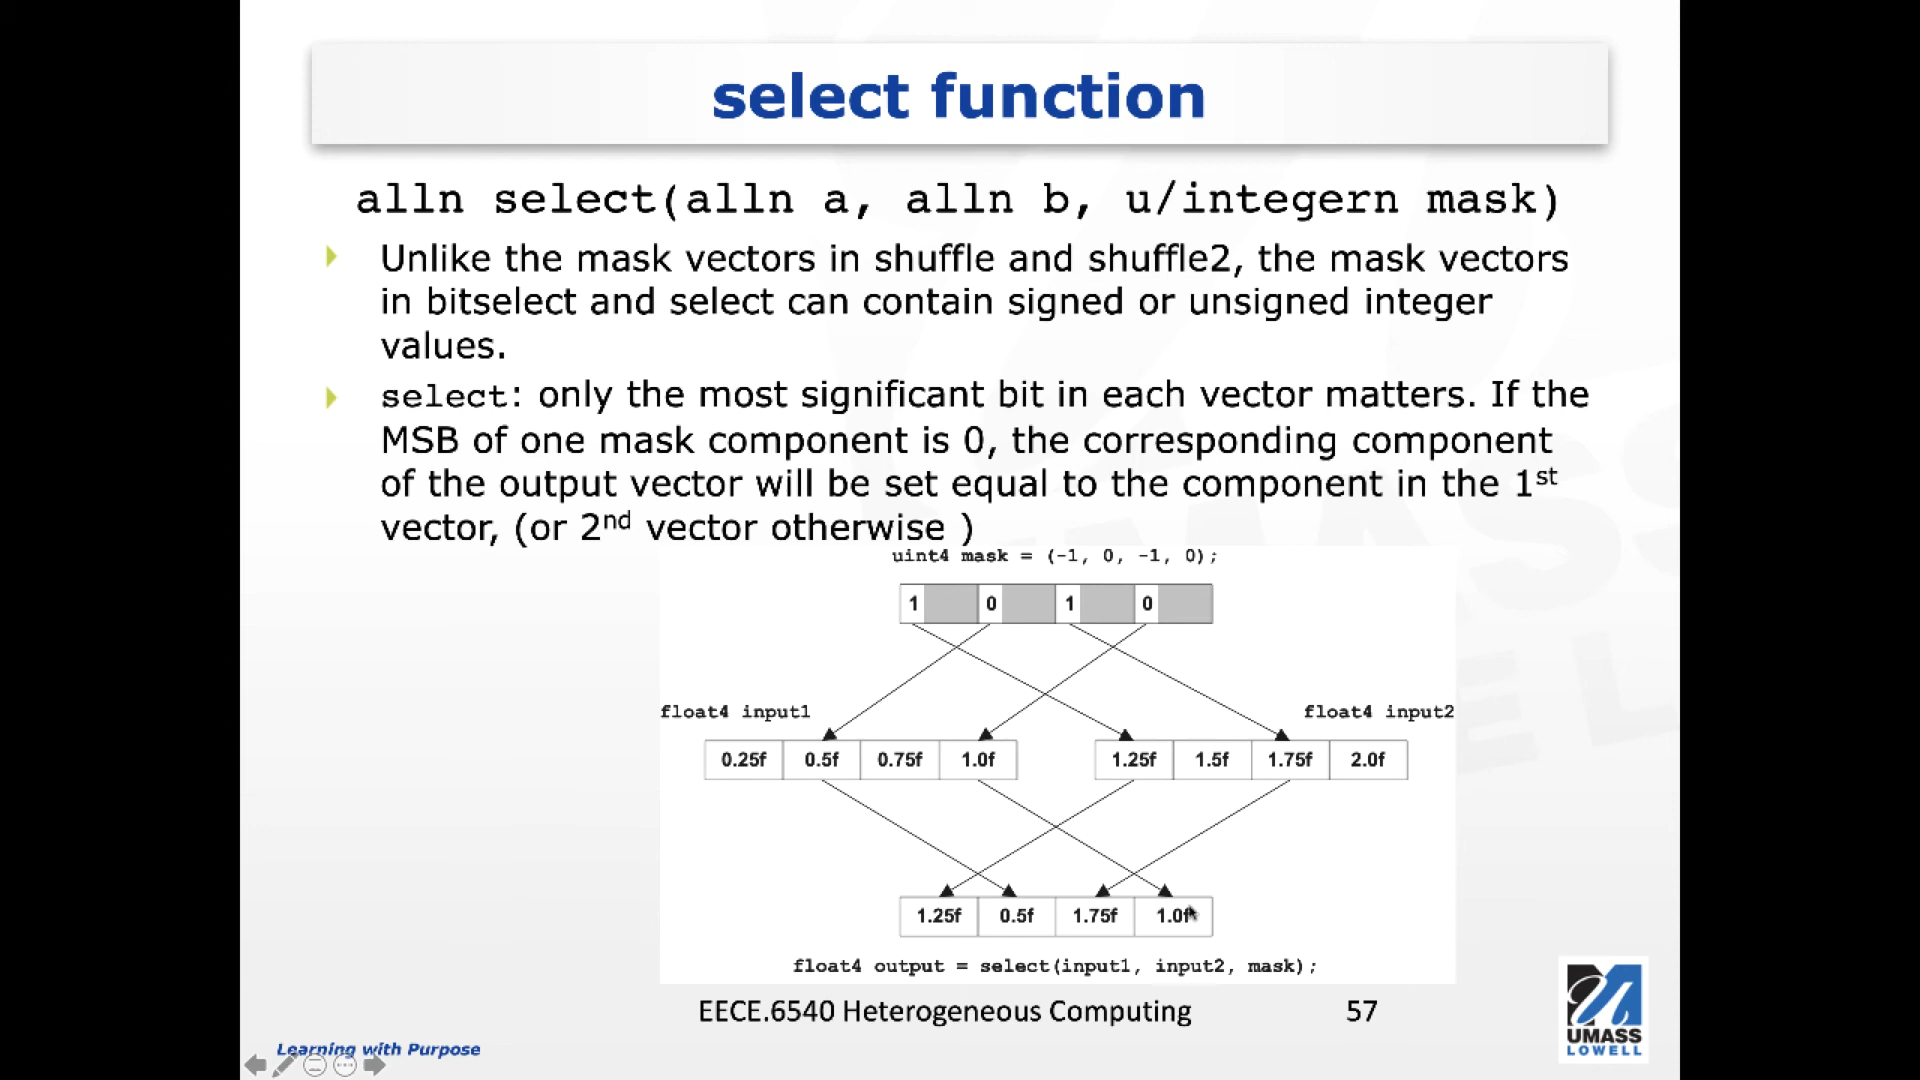 select function
alln select(alln a, alln b, u/integern mask)
Unlike the mask vectors in shuffle and shuffle2, the mask vectors
in bitselect and select can contain signed or unsigned integer
values.
select: only the most significant bit in each vector matters. If the
MSB of one mask component is 0, the corresponding component
of the output vector will be set equal to the component in the 1st
vector, (or 2nd vector otherwise )
uint4 mask = (-1, 0, -1, 0);
1 0 1 0
float4 input1 float4 input2
0.25f 0.5f 0.75f 1.0f 1.25f 1.5f 1.75f 2.0f
1.25f 0.5f 1.75f 1.0f
float4 output = select(input1, input2, mask);
EECE.6540 Heterogeneous Computing 57
Learning with Purpose
UMASS
LOWELL